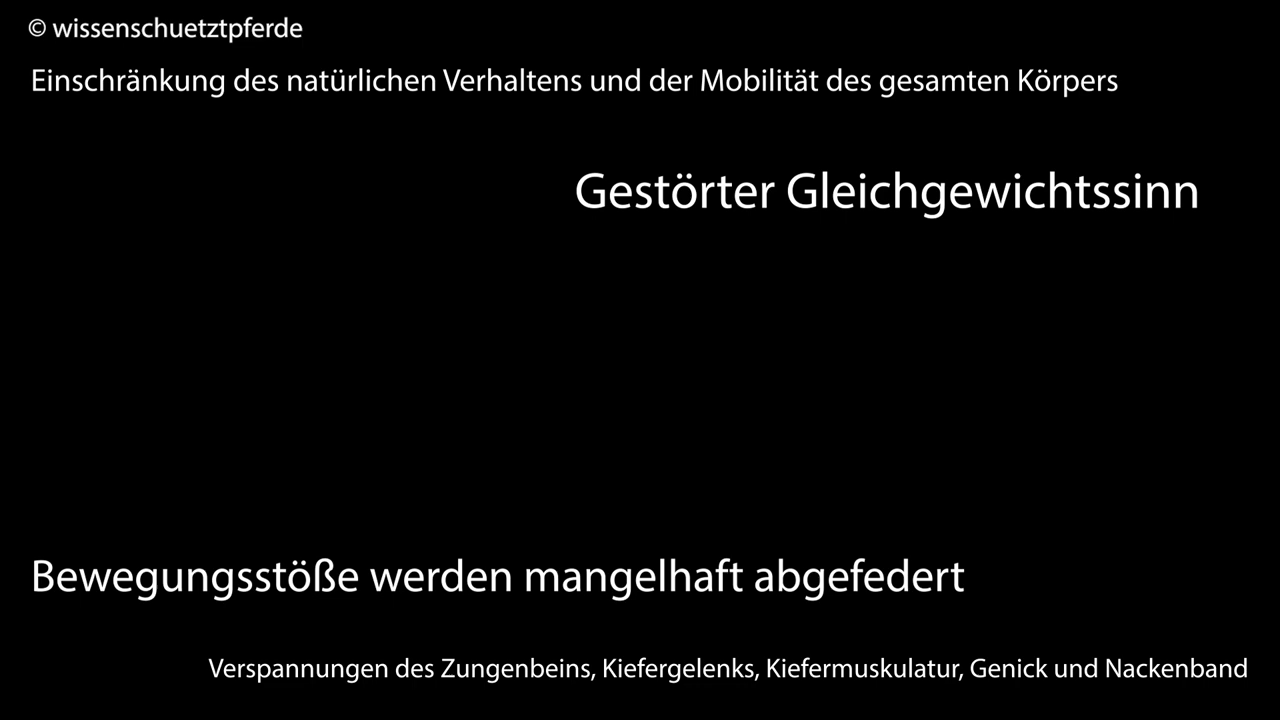 © wissenschuetztpferde
Einschränkung des natürlichen Verhaltens und der Mobilität des gesamten Körpers
Gestörter Gleichgewichtssinn
Bewegungsstöße werden mangelhaft abgefedert
Verspannungen des Zungenbeins, Kiefergelenks, Kiefermuskulatur, Genick und Nackenband